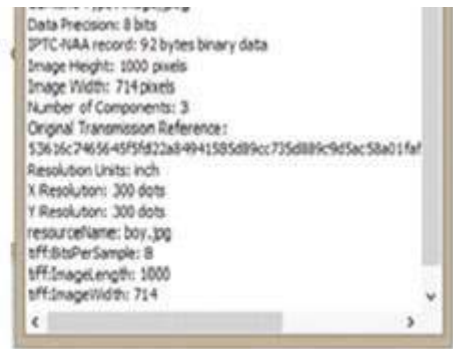 Data Precision: 8 bits
IPTC-NAA record: 92 bytes binary data
Image Height: 1000 pixels
Image Width: 714 pixels
Number of Components: 3
Original Transmission Reference:
53616c7465645f5fd22a84941585d89cc735d889c9d5ac58a01faf
Resolution Units: inch
X Resolution: 300 dots
Y Resolution: 300 dots
resourceName: boy.jpg
tiff:BitsPerSample: 8
tiff:ImageLength: 1000
tiff:ImageWidth: 714